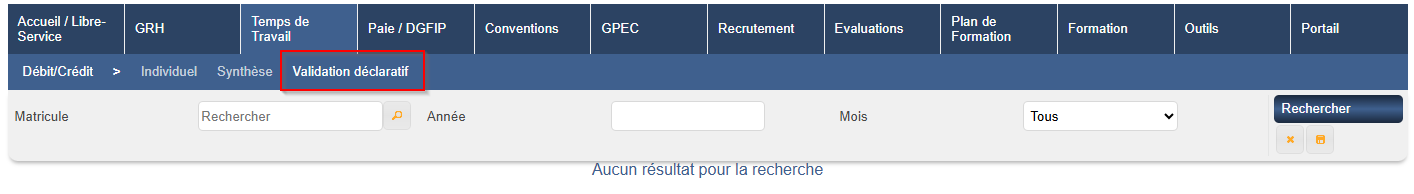 Accueil / Libre-
Service
GRH
Temps de
Travail
Paie / DGFIP
Conventions
GPEC
Recrutement
Evaluations
Plan de
Formation
Formation
Outils
Portail
Débit/Crédit > Individuel Synthèse Validation déclaratif
Matricule Rechercher Année Mois Tous Rechercher
Aucun résultat pour la recherche